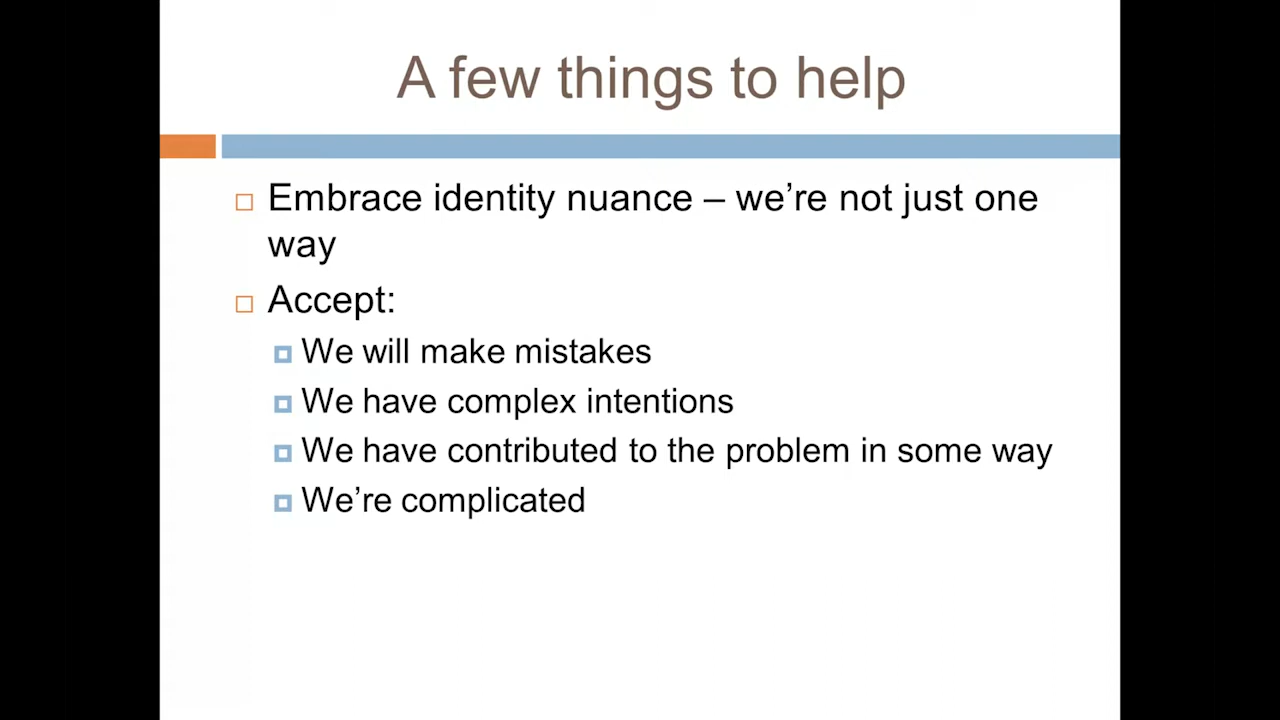 A few things to help
Embrace identity nuance – we’re not just one
way
Accept:
We will make mistakes
We have complex intentions
We have contributed to the problem in some way
We’re complicated